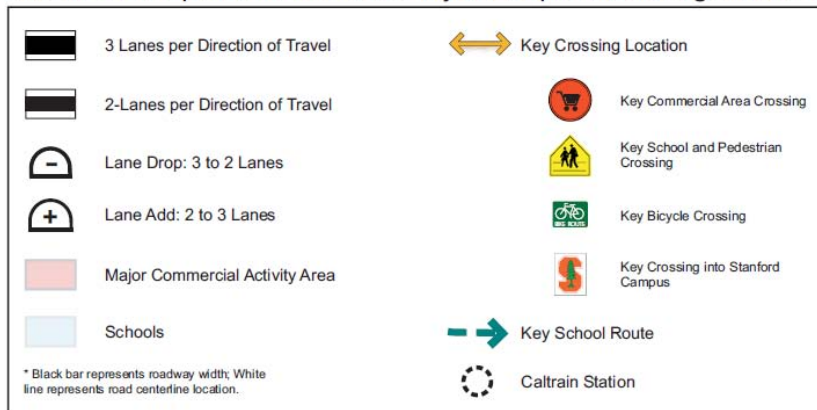 3 Lanes per Direction of Travel
2-Lanes per Direction of Travel
-
Lane Drop: 3 to 2 Lanes
+
Lane Add: 2 to 3 Lanes
Major Commercial Activity Area
Schools
* Black bar represents roadway width; White
line represents road centerline location.
Key Crossing Location
Key Commercial Area Crossing
Key School and Pedestrian
Crossing
BIKE ROUTE
Key Bicycle Crossing
S
Key Crossing into Stanford
Campus
Key School Route
Caltrain Station